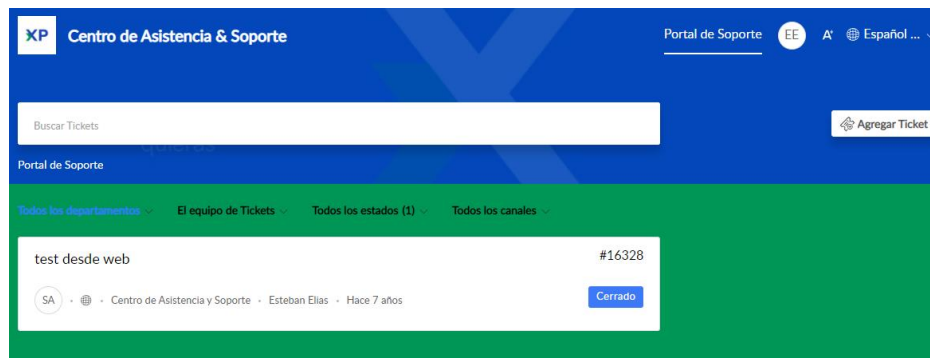 XP Centro de Asistencia & Soporte Portal de Soporte EE A+ Español ...
Buscar Tickets Agregar Ticket
quieras
Portal de Soporte
Todos los departamentos El equipo de Tickets Todos los estados (1) Todos los canales
test desde web #16328
SA · Centro de Asistencia y Soporte · Esteban Elias · Hace 7 años Cerrado